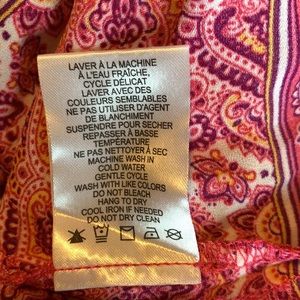 LAVER À LA MACHINE
À L'EAU FRAÎCHE,
CYCLE DÉLICAT
LAVER AVEC DES
COULEURS SEMBLABLES
NE PAS UTILISER D'AGENT
DE BLANCHIMENT
SUSPENDRE POUR SECHER
REPASSER À BASSE
TEMPÉRATURE
NE PAS NETTOYER À SEC
MACHINE WASH IN
COLD WATER
GENTLE CYCLE
WASH WITH LIKE COLORS
DO NOT BLEACH
HANG TO DRY
COOL IRON IF NEEDED
DO NOT DRY CLEAN